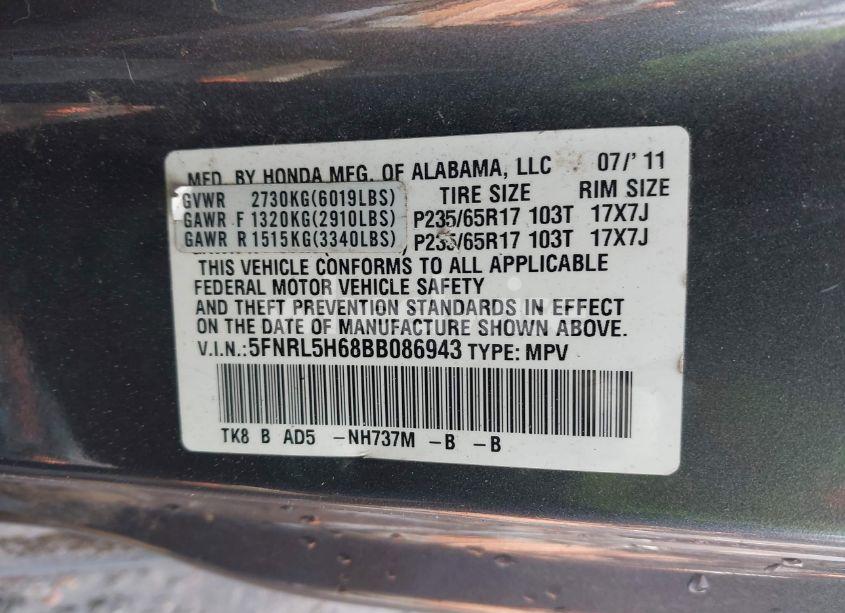 MFD. BY HONDA MFG. OF ALABAMA, LLC 07/' 11
GVWR 2730KG(6019LBS) TIRE SIZE RIM SIZE
GAWR F 1320KG(2910LBS) P235/65R17 103T 17X7J
GAWR R 1515KG(3340LBS) P235/65R17 103T 17X7J
THIS VEHICLE CONFORMS TO ALL APPLICABLE
FEDERAL MOTOR VEHICLE SAFETY
AND THEFT PREVENTION STANDARDS IN EFFECT
ON THE DATE OF MANUFACTURE SHOWN ABOVE.
V.I.N.:5FNRL5H68BB086943 TYPE: MPV
TK8 B AD5 -NH737M -B -B